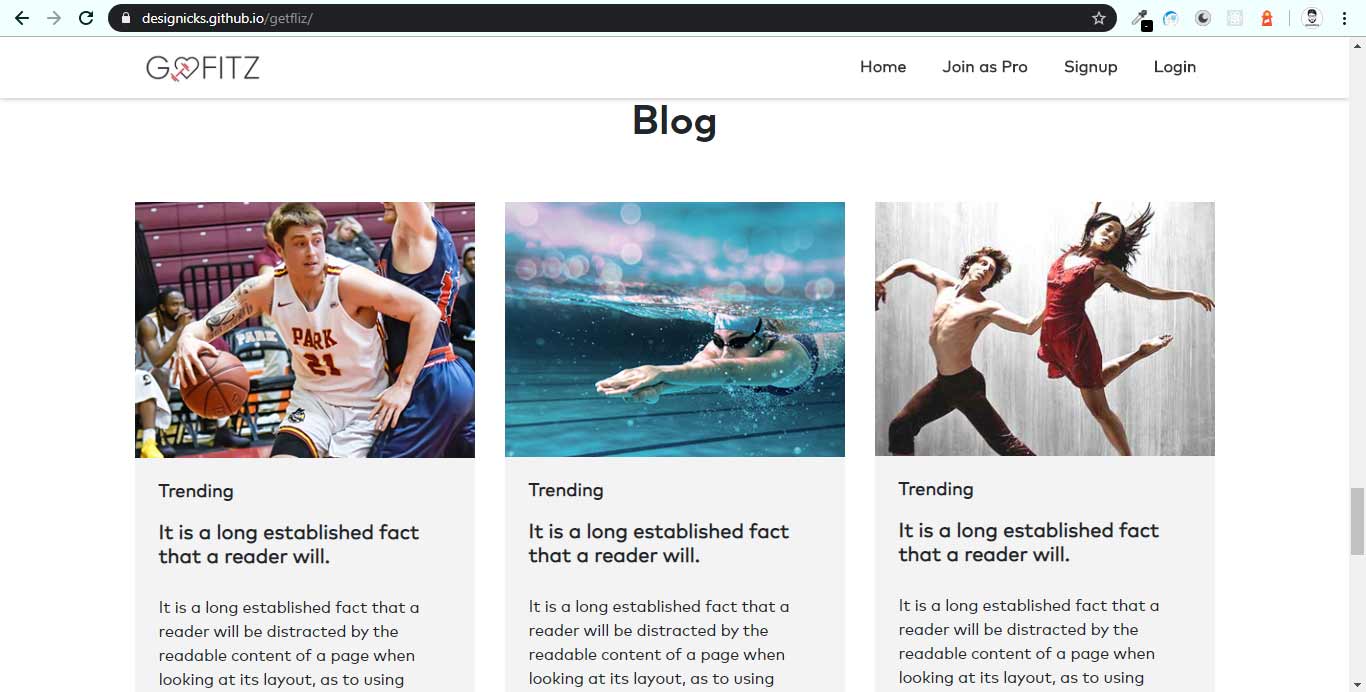 designicks.github.io/getfliz/
GOFITZ
Home
Join as Pro
Signup
Login
Blog
PARK
21
PARK
Trending
It is a long established fact
that a reader will.
It is a long established fact that a
reader will be distracted by the
readable content of a page when
looking at its layout, as to using
Trending
It is a long established fact
that a reader will.
It is a long established fact that a
reader will be distracted by the
readable content of a page when
looking at its layout, as to using
Trending
It is a long established fact
that a reader will.
It is a long established fact that a
reader will be distracted by the
readable content of a page when
looking at its layout, as to using